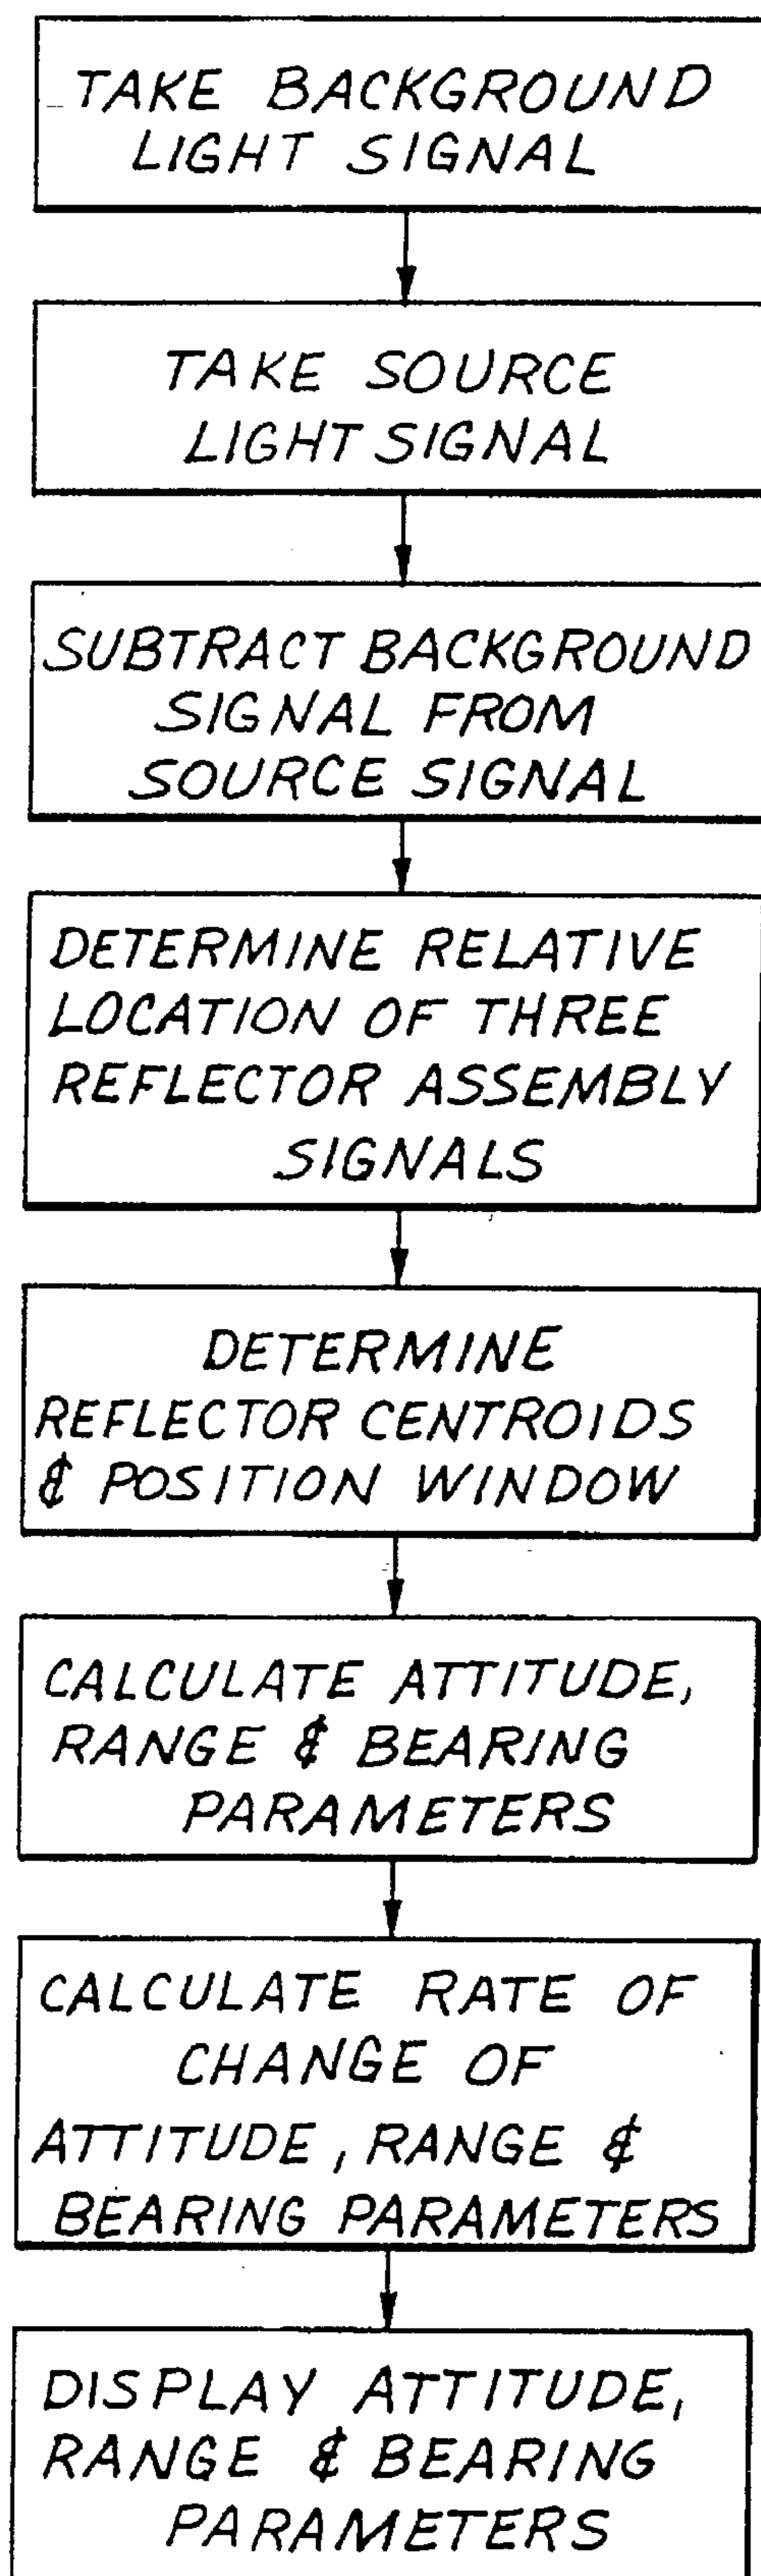 TAKE BACKGROUND
LIGHT SIGNAL
TAKE SOURCE
LIGHT SIGNAL
SUBTRACT BACKGROUND
SIGNAL FROM
SOURCE SIGNAL
DETERMINE RELATIVE
LOCATION OF THREE
REFLECTOR ASSEMBLY
SIGNALS
DETERMINE
REFLECTOR CENTROIDS
& POSITION WINDOW
CALCULATE ATTITUDE,
RANGE & BEARING
PARAMETERS
CALCULATE RATE OF
CHANGE OF
ATTITUDE, RANGE &
BEARING PARAMETERS
DISPLAY ATTITUDE,
RANGE & BEARING
PARAMETERS